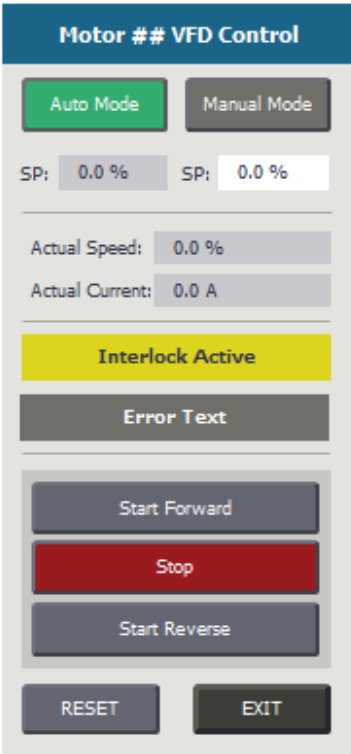 Motor ## VFD Control
Auto Mode Manual Mode
SP: 0.0 % SP: 0.0 %
Actual Speed: 0.0 %
Actual Current: 0.0 A
Interlock Active
Error Text
Start Forward
Stop
Start Reverse
RESET EXIT